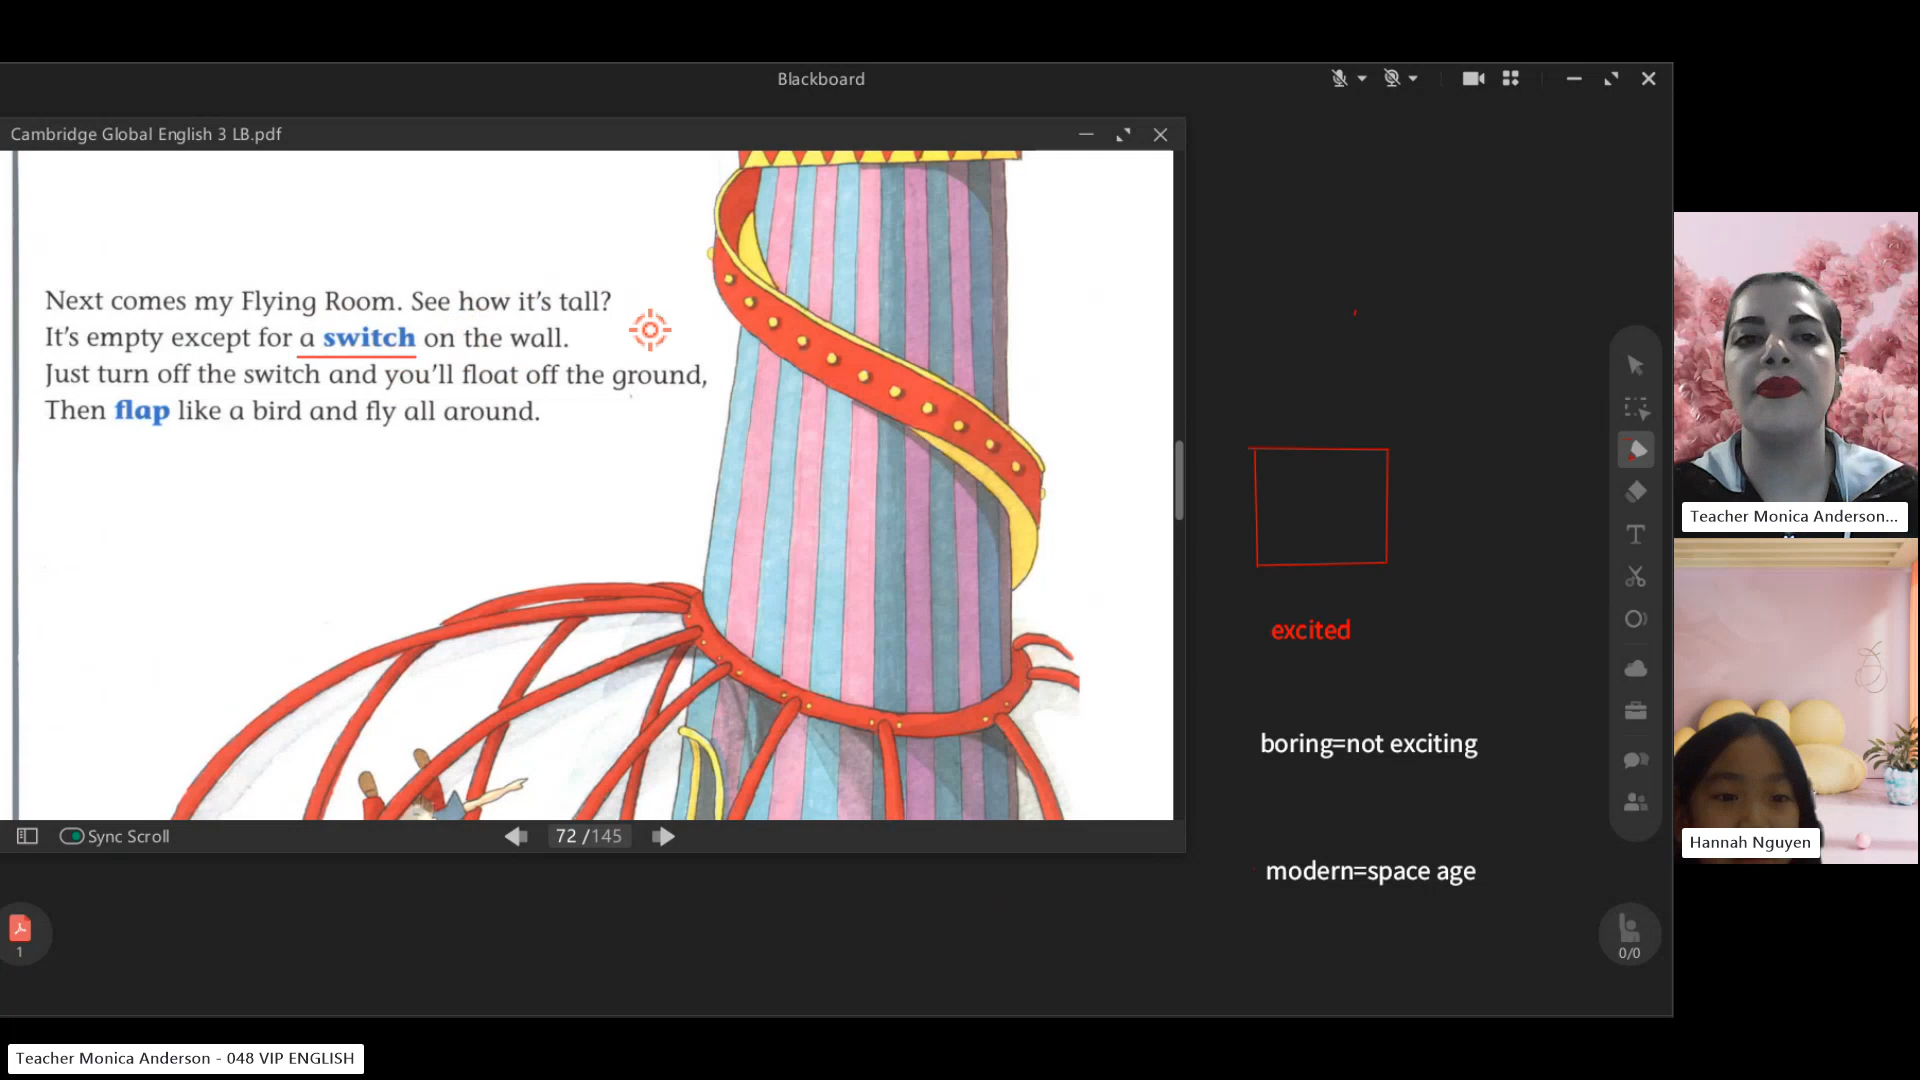 Blackboard
Cambridge Global English 3 LB.pdf
Next comes my Flying Room. See how it's tall?
It's empty except for a switch on the wall.
Just turn off the switch and you'll float off the ground,
Then flap like a bird and fly all around.
excited
boring=not exciting
modern=space age
Sync Scroll
72 /145
1
0/0
Teacher Monica Anderson...
Hannah Nguyen
Teacher Monica Anderson - 048 VIP ENGLISH